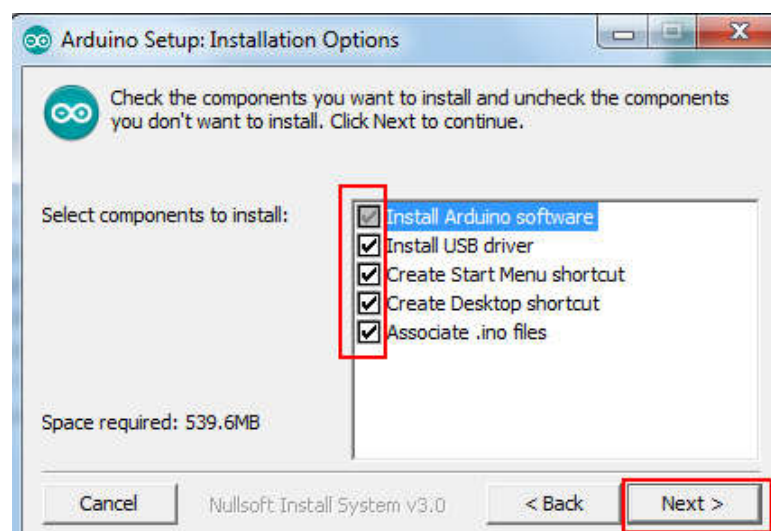 Arduino Setup: Installation Options
Check the components you want to install and uncheck the components
you don't want to install. Click Next to continue.
Select components to install:
Install Arduino software
Install USB driver
Create Start Menu shortcut
Create Desktop shortcut
Associate .ino files
Space required: 539.6MB
Cancel
Nullsoft Install System v3.0
< Back
Next >